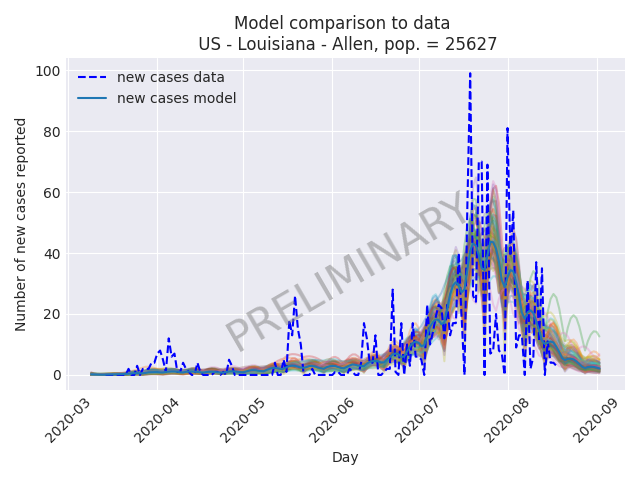 Model comparison to data
US - Louisiana - Allen, pop. = 25627
new cases data
new cases model
Number of new cases reported
100
80
60
40
20
0
PRELIMINARY
2020-03
2020-04
2020-05
2020-06
2020-07
2020-08
2020-09
Day